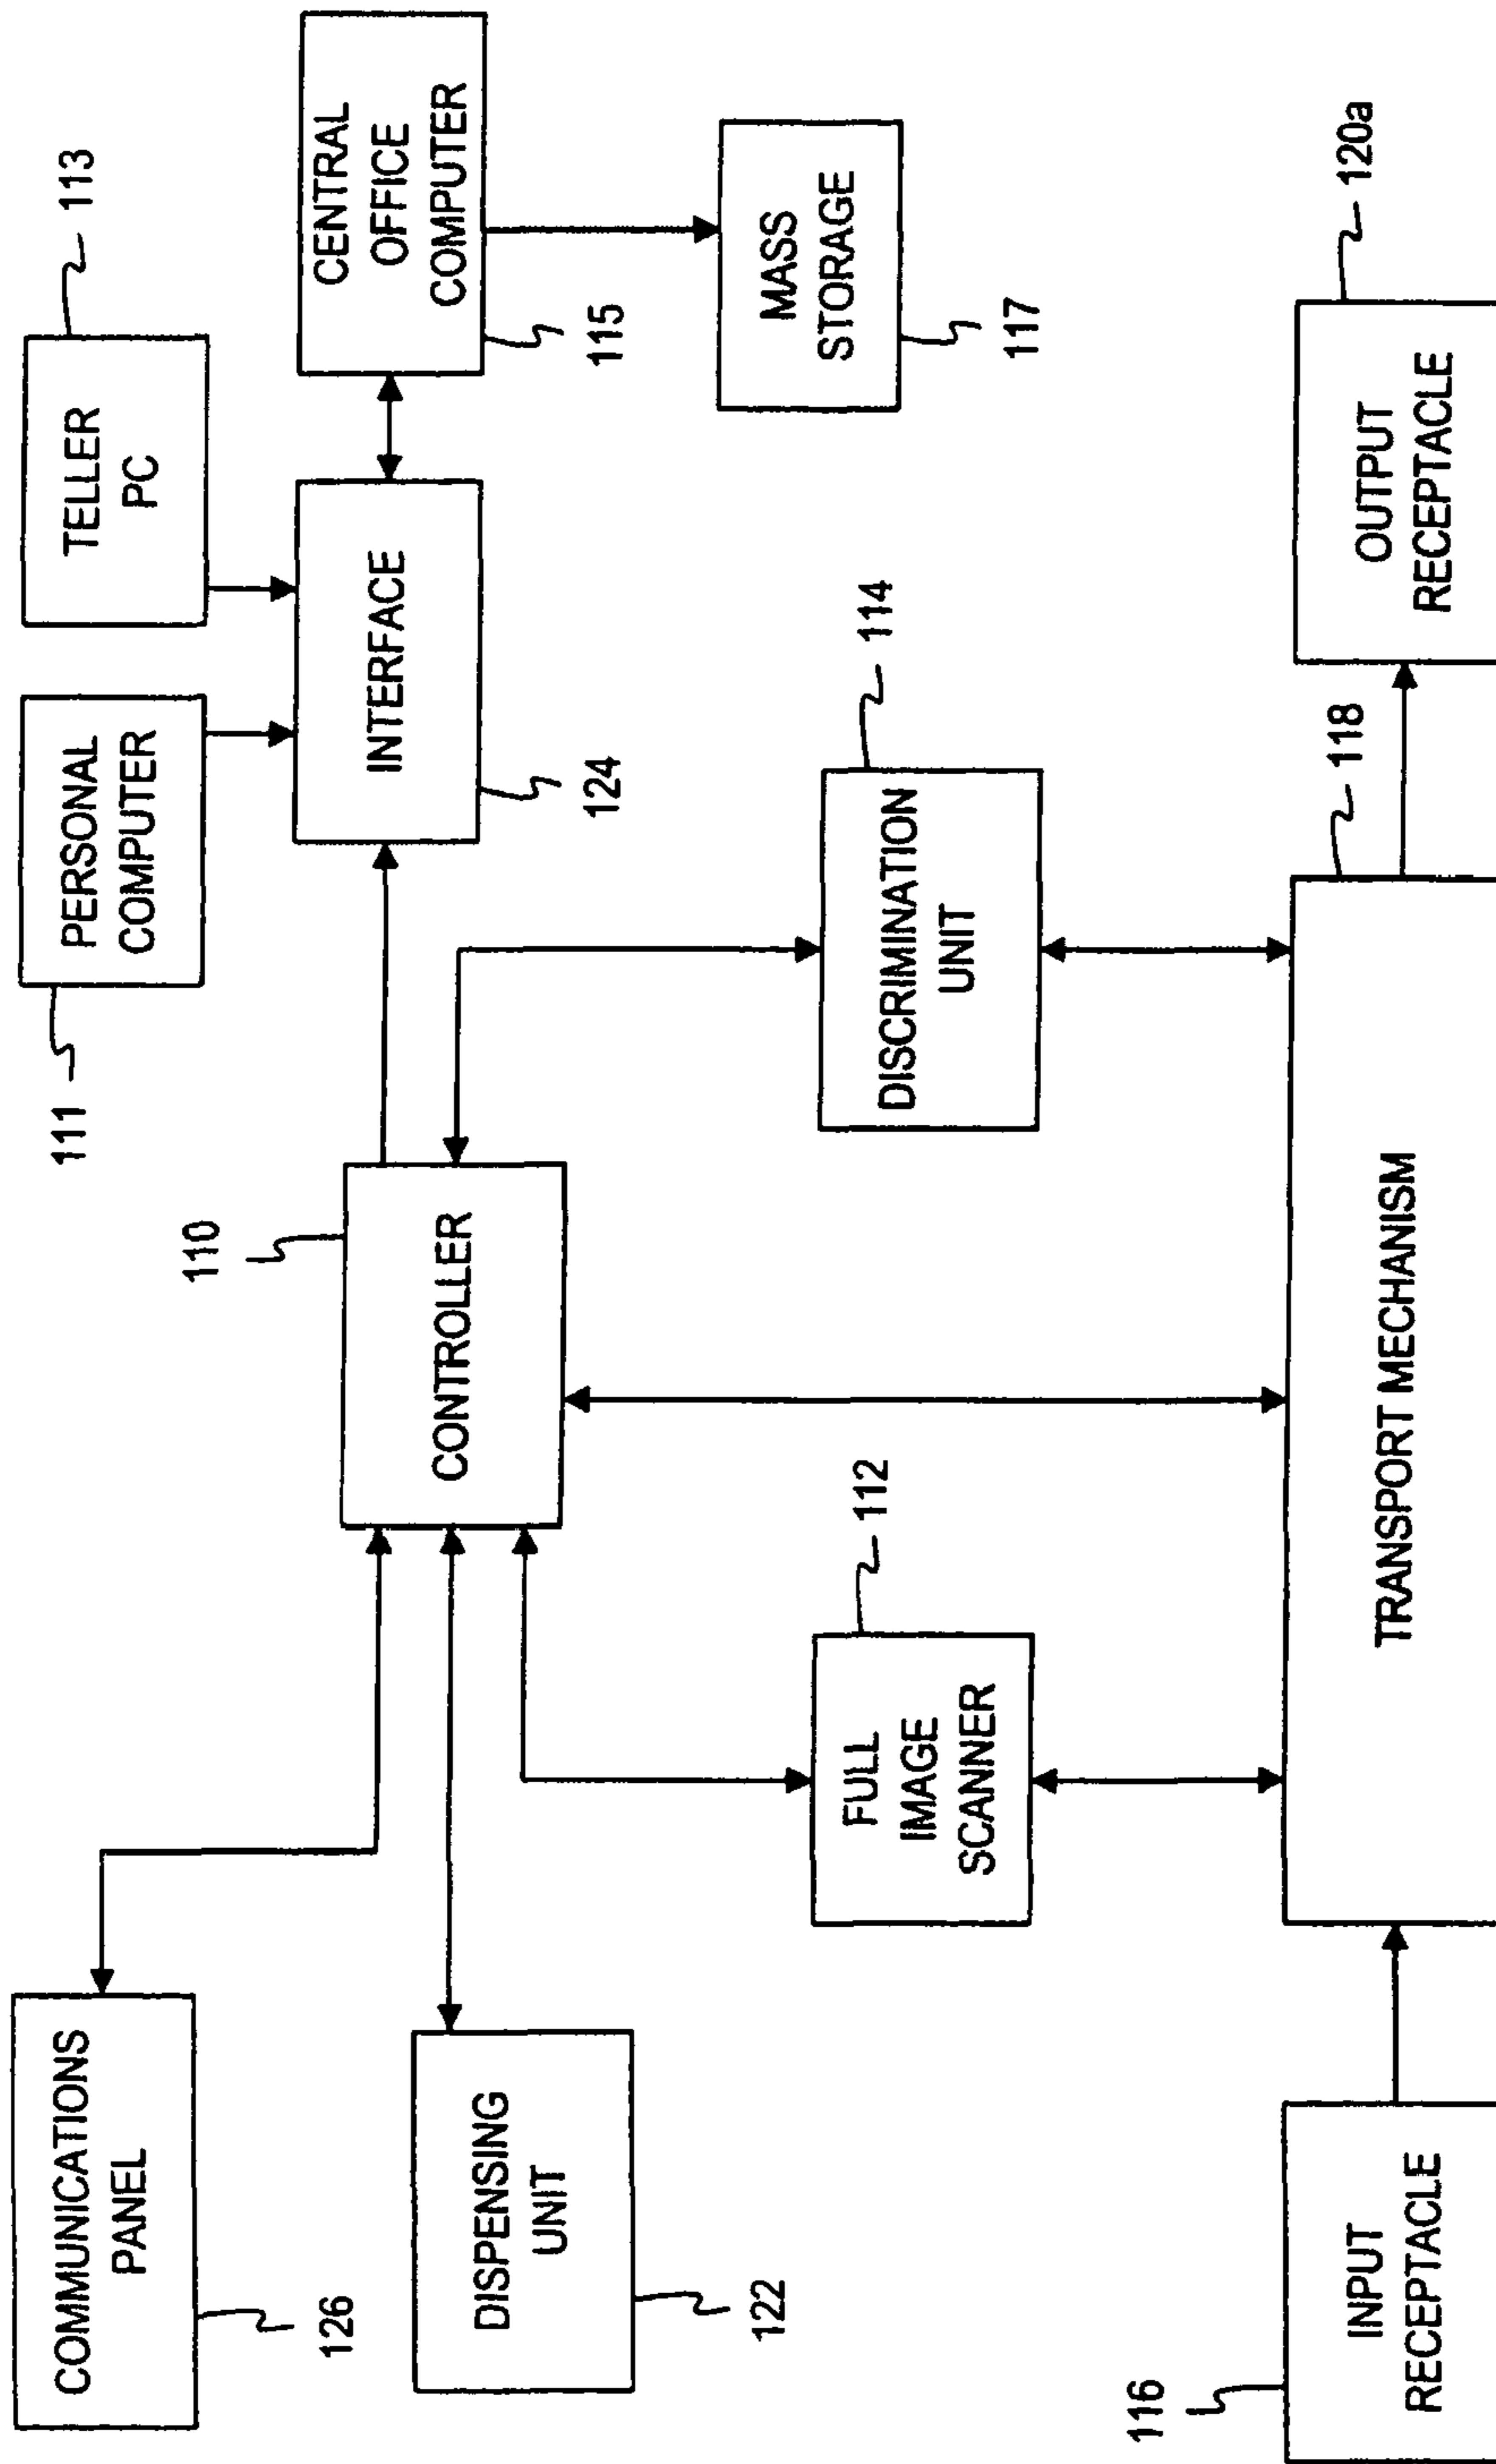 COMMUNICATIONS
PANEL
126
DISPENSING
UNIT
122
110
CONTROLLER
111
PERSONAL
COMPUTER
TELLER
PC
113
INTERFACE
124
CENTRAL
OFFICE
COMPUTER
115
MASS
STORAGE
117
FULL
IMAGE
SCANNER
112
DISCRIMINATION
UNIT
114
116
INPUT
RECEPTACLE
TRANSPORT MECHANISM
118
OUTPUT
RECEPTACLE
120a